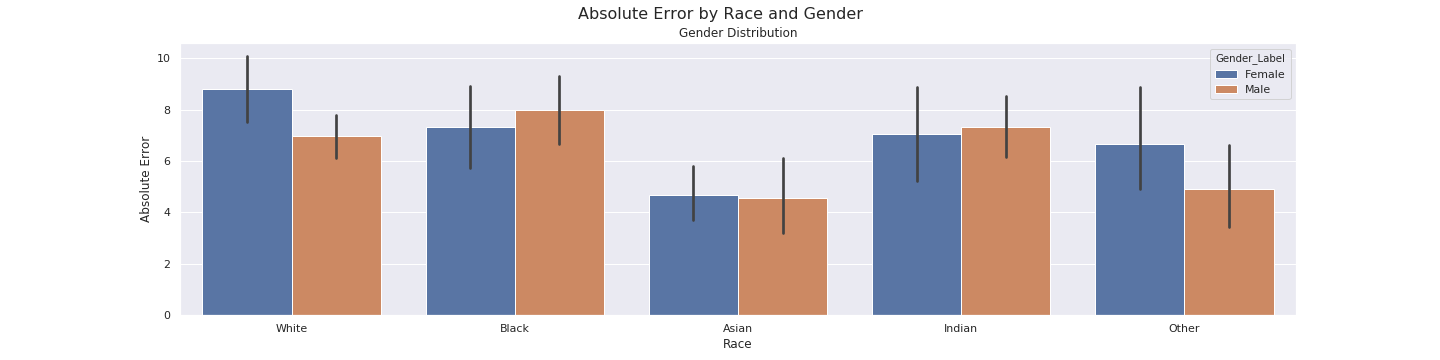 Absolute Error by Race and Gender
Gender Distribution
10
8
6
4
2
0
Absolute Error
Gender_Label
Female
Male
White
Black
Asian
Indian
Other
Race